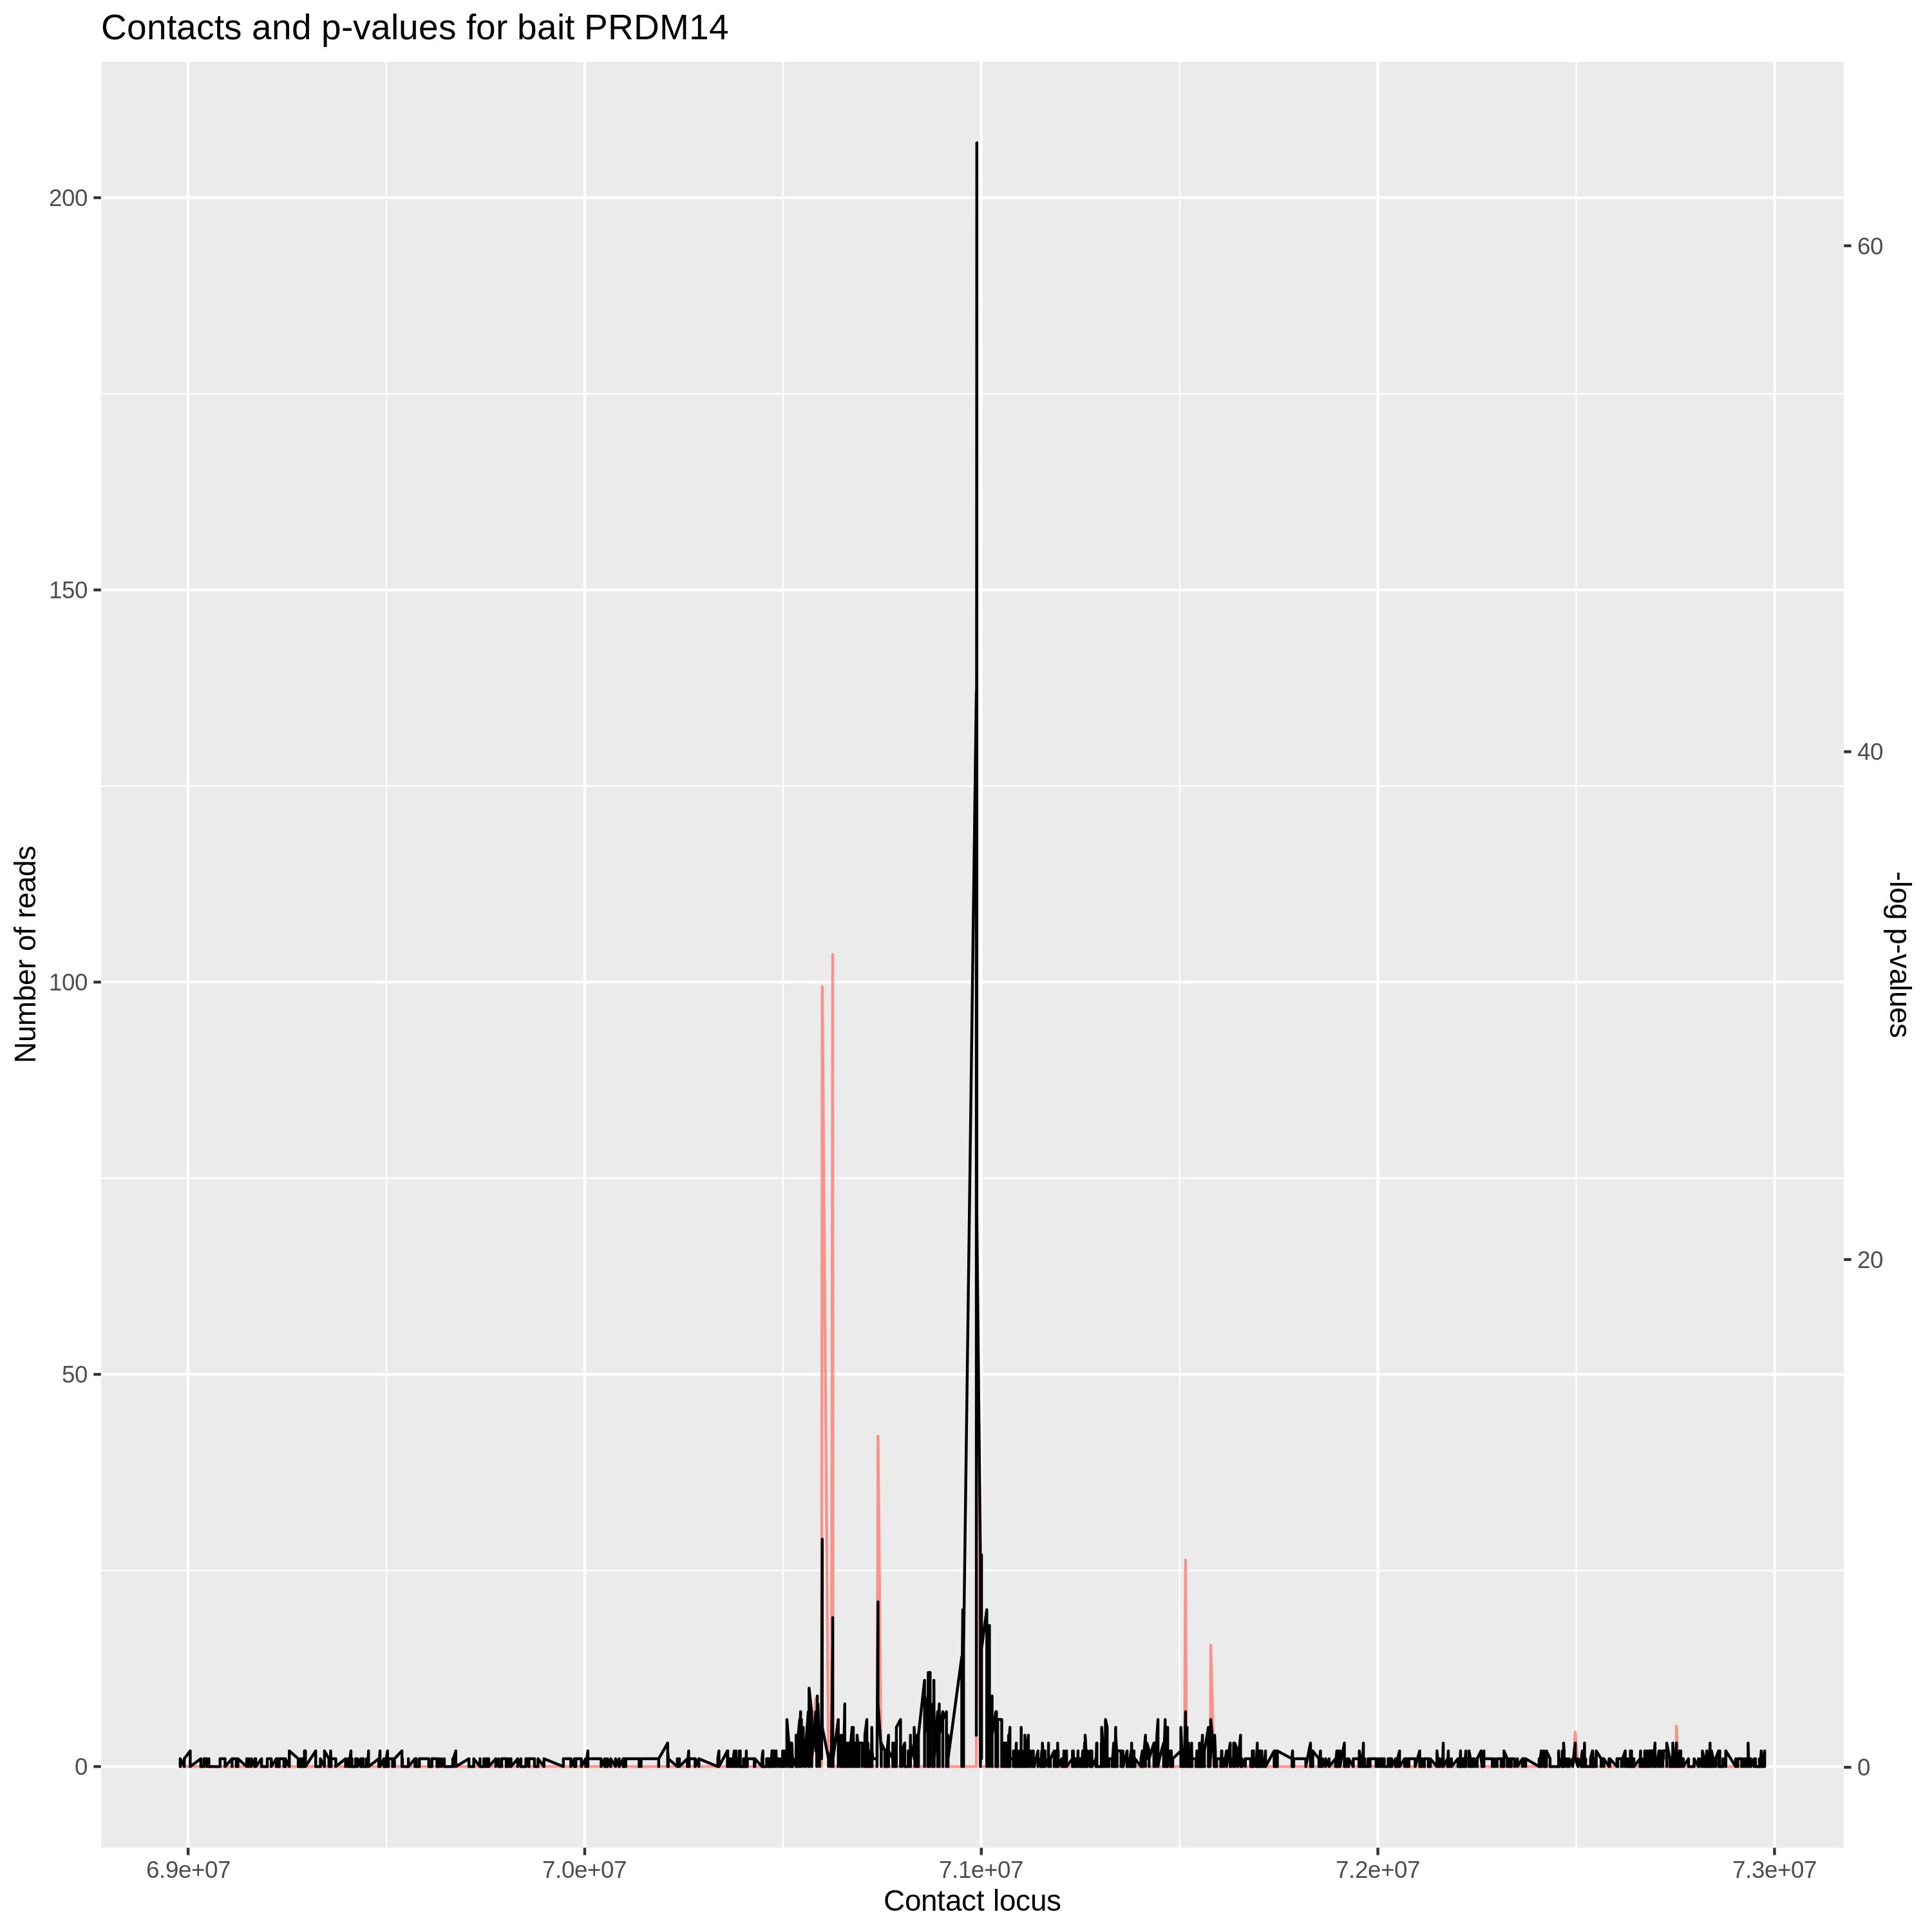 Contacts and p-values for bait PRDM14
200
150
100
50
0
Number of reads
60
40
20
0
-log p-values
6.9e+07
7.0e+07
7.1e+07
7.2e+07
7.3e+07
Contact locus